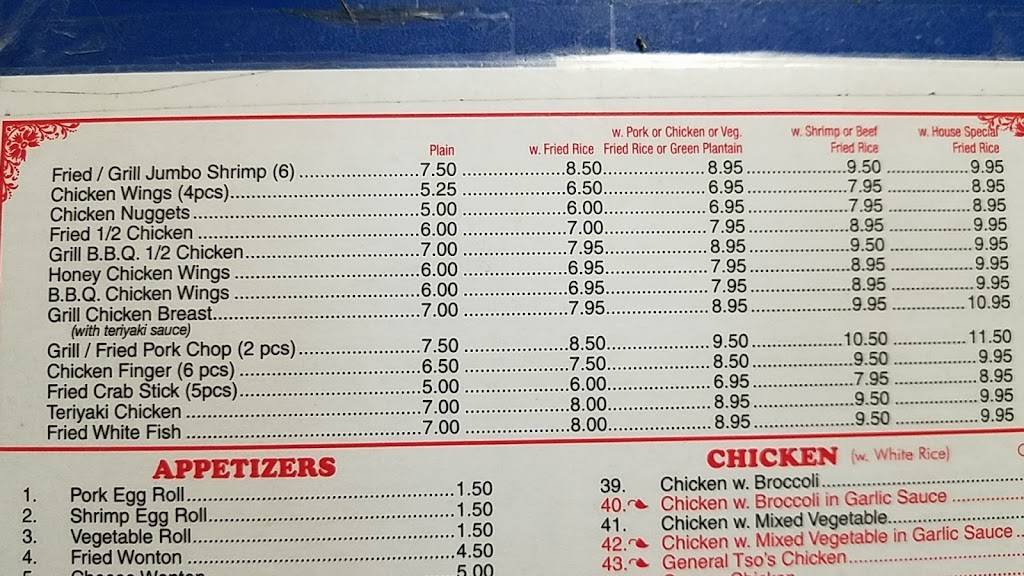 w. Pork or Chicken or Veg. w. Shrimp or Beef w. House Special
Plain w. Fried Rice Fried Rice or Green Plantain Fried Rice Fried Rice
Fried / Grill Jumbo Shrimp (6) 7.50 8.50 8.95 9.50 9.95
Chicken Wings (4pcs) 5.25 6.50 6.95 7.95 8.95
Chicken Nuggets 5.00 6.00 6.95 7.95 8.95
Fried 1/2 Chicken 6.00 7.00 7.95 8.95 9.95
Grill B.B.Q. 1/2 Chicken 7.00 7.95 8.95 9.50 9.95
Honey Chicken Wings 6.00 6.95 7.95 8.95 9.95
B.B.Q. Chicken Wings 6.00 6.95 7.95 8.95 9.95
Grill Chicken Breast 7.00 7.95 8.95 9.95 10.95
(with teriyaki sauce)
Grill / Fried Pork Chop (2 pcs) 7.50 8.50 9.50 10.50 11.50
Chicken Finger (6 pcs) 6.50 7.50 8.50 9.50 9.95
Fried Crab Stick (5pcs) 5.00 6.00 6.95 7.95 8.95
Teriyaki Chicken 7.00 8.00 8.95 9.50 9.95
Fried White Fish 7.00 8.00 8.95 9.50 9.95
APPETIZERS
1. Pork Egg Roll 1.50
2. Shrimp Egg Roll 1.50
3. Vegetable Roll 1.50
4. Fried Wonton 4.50
5. Cheese Wonton 5.00
CHICKEN (w. White Rice)
39. Chicken w. Broccoli
40. Chicken w. Broccoli in Garlic Sauce
41. Chicken w. Mixed Vegetable
42. Chicken w. Mixed Vegetable in Garlic Sauce
43. General Tso's Chicken